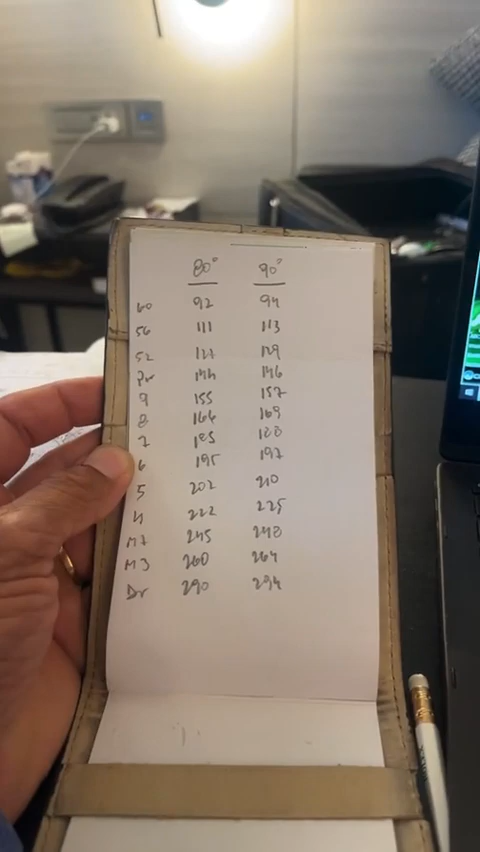 80° 90°
60 92 94
56 111 113
52 127 129
Pw 144 146
9 155 157
8 166 169
7 185 188
6 195 197
5 202 210
4 222 225
M7 245 248
M3 260 264
Dr 290 294